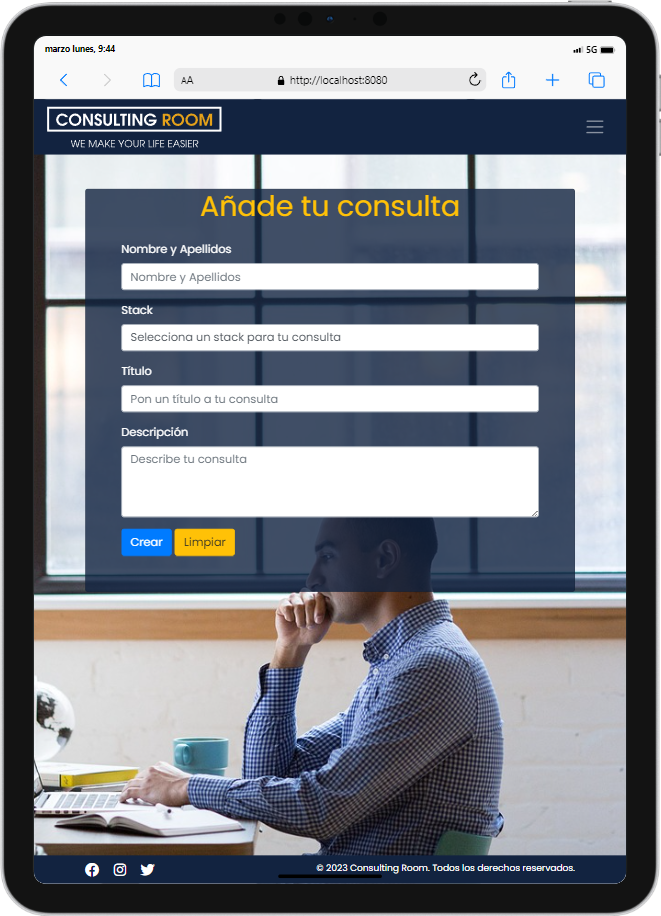 marzo lunes, 9:44
5G
AA
http://localhost:8080
CONSULTING ROOM
WE MAKE YOUR LIFE EASIER
Añade tu consulta
Nombre y Apellidos
Nombre y Apellidos
Stack
Selecciona un stack para tu consulta
Título
Pon un título a tu consulta
Descripción
Describe tu consulta
Crear
Limpiar
© 2023 Consulting Room. Todos los derechos reservados.